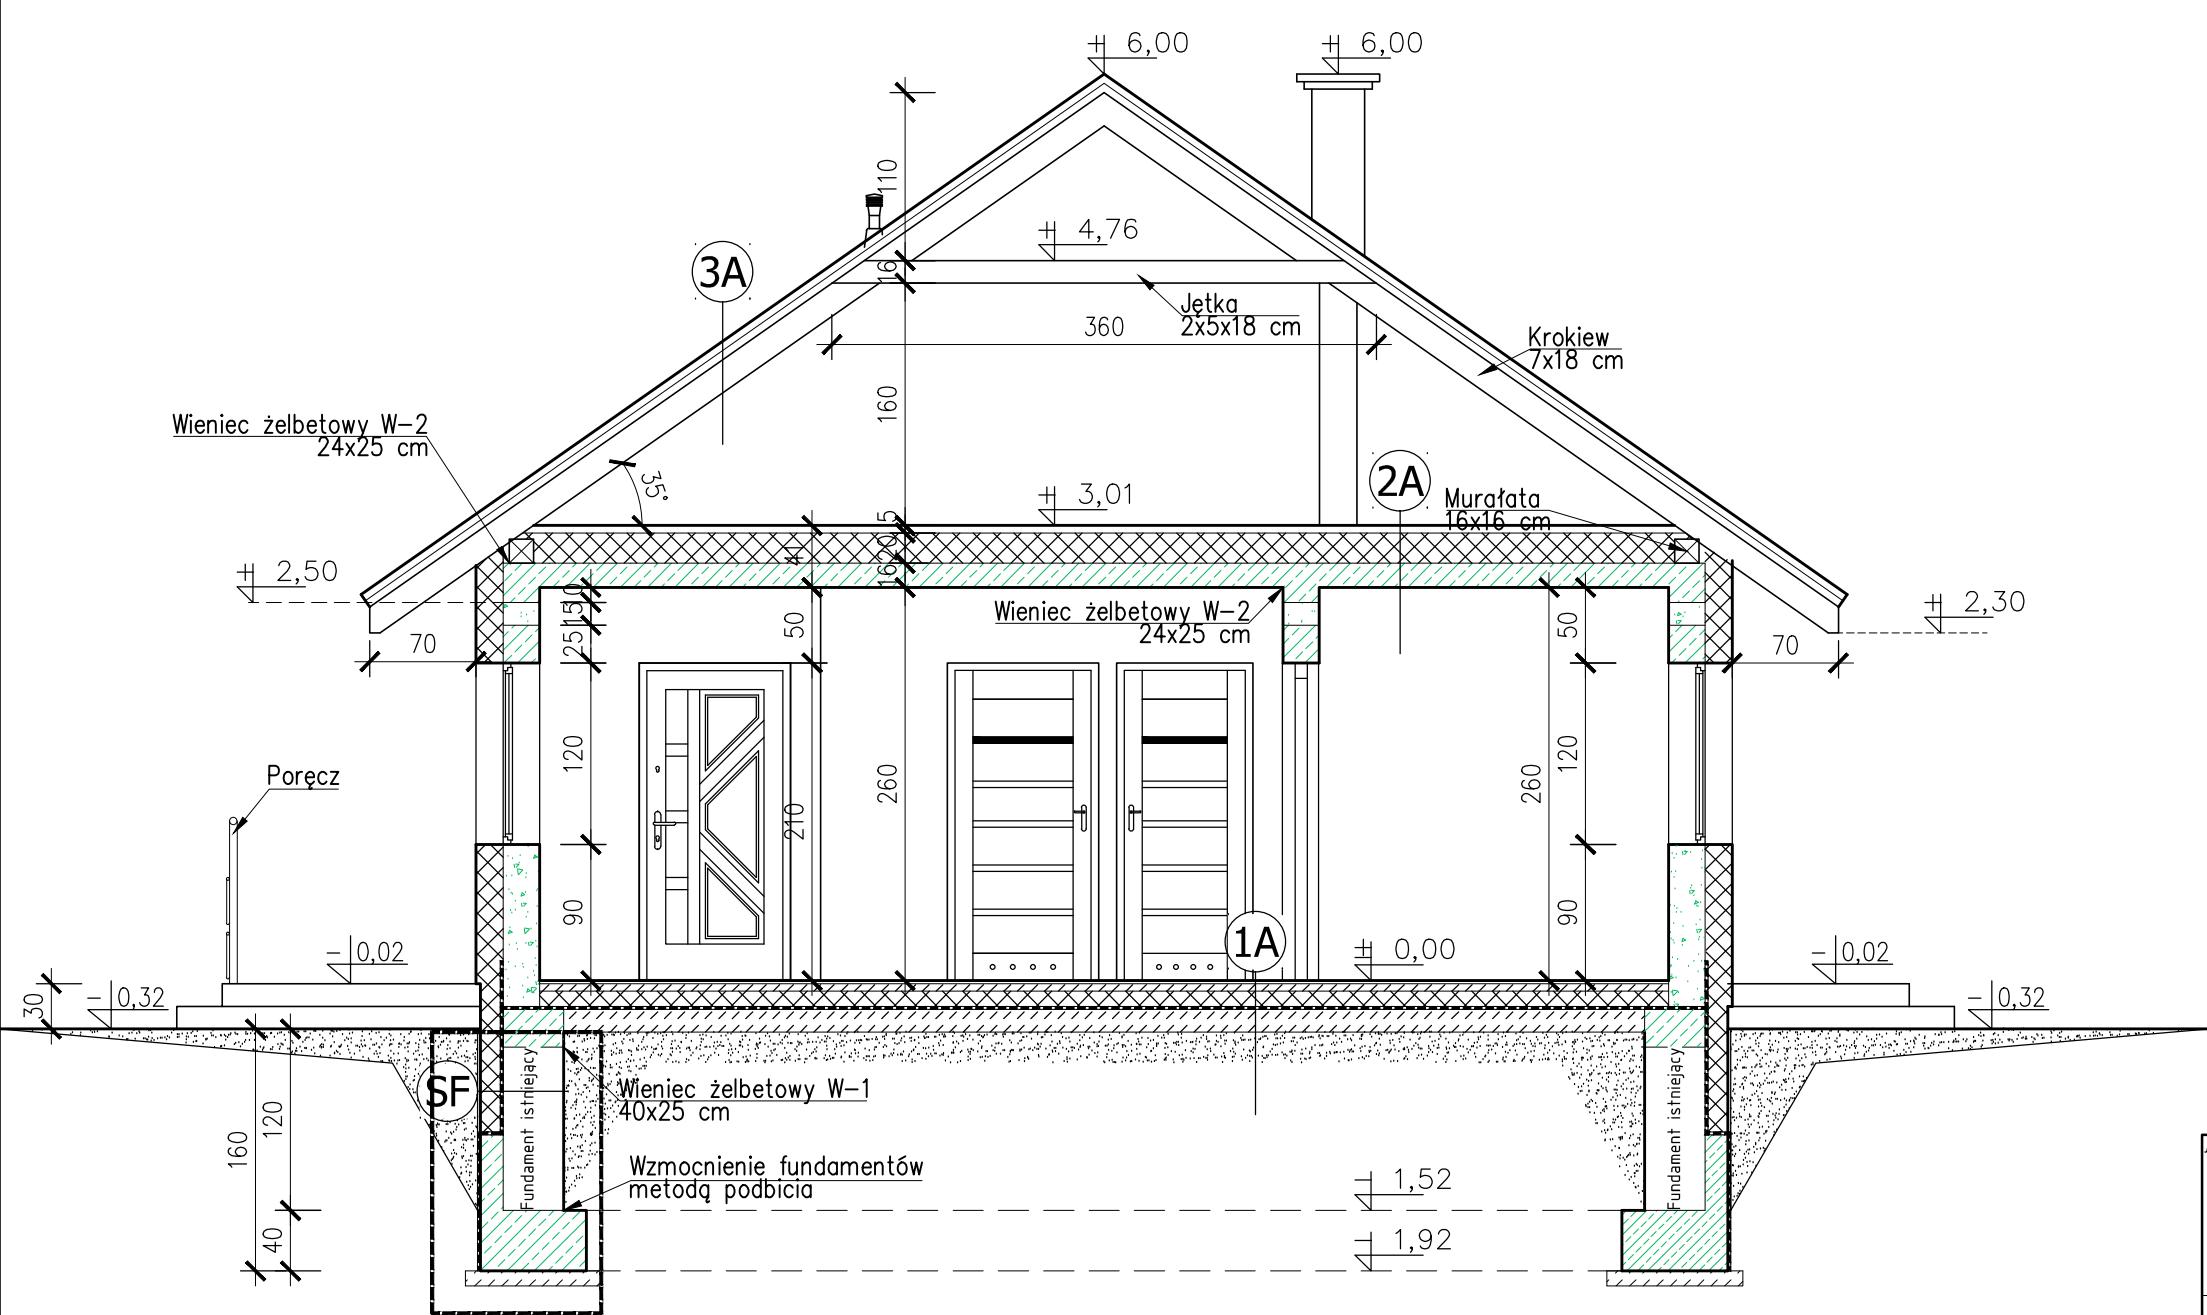 ± 6,00
± 6,00
110
± 4,76
3A
16
Jętka
2x5x18 cm
360
Krokiew
7x18 cm
160
Wieniec żelbetowy W-2
24x25 cm
35°
2A
± 3,01
Murałata
16x16 cm
5
41
20
16
± 2,50
10
15
25
50
Wieniec żelbetowy W-2
24x25 cm
50
± 2,30
70
70
120
Poręcz
210
260
260
120
90
90
1A
± 0,00
- 0,02
- 0,02
30
- 0,32
- 0,32
SF
Fundament istniejący
Wieniec żelbetowy W-1
40x25 cm
Fundament istniejący
120
160
Wzmocnienie fundamentów
metodą podbicia
- 1,52
40
- 1,92